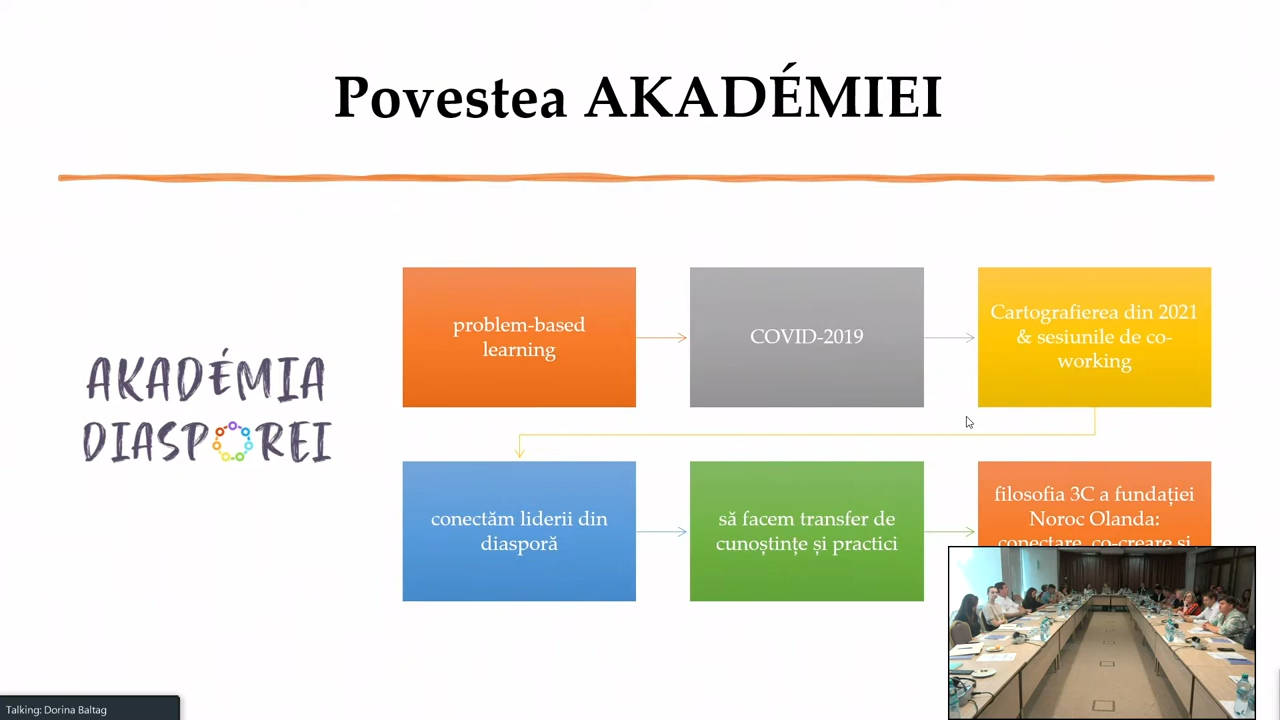 Povestea AKADÉMIEI
AKADÉMIA
DIASPOREI
problem-based
learning
COVID-2019
Cartografierea din 2021
& sesiunile de co-
working
conectăm liderii din
diasporă
să facem transfer de
cunoștințe și practici
filosofia 3C a fundației
Noroc Olanda:
conectare, co-creare și
Talking: Dorina Baltag